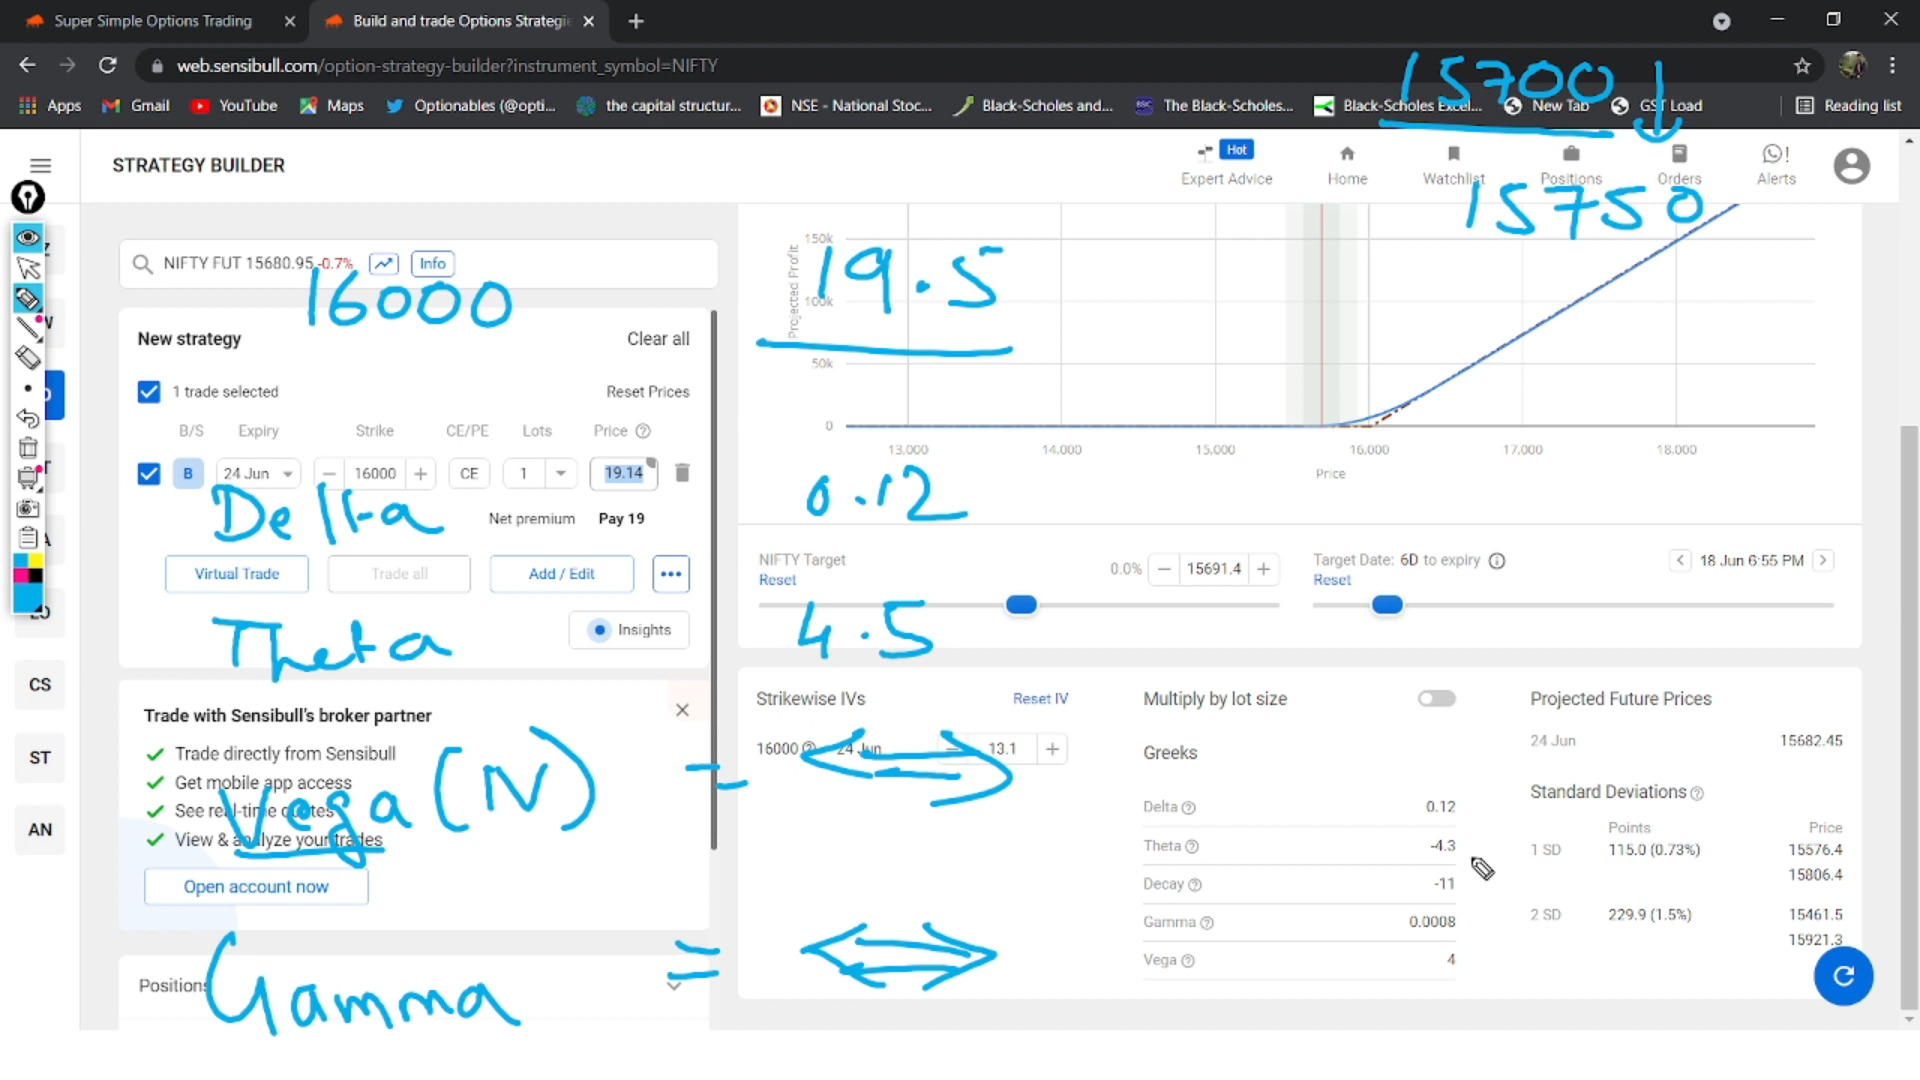 Super Simple Options Trading
Build and trade Options Strategi
web.sensibull.com/option-strategy-builder?instrument_symbol=NIFTY
Apps Gmail YouTube Maps Optionables (@opti... the capital structur... NSE - National Stoc... Black-Scholes and... The Black-Scholes... Black-Scholes Excel... New Tab GST Load Reading list
15700
STRATEGY BUILDER
Hot
Expert Advice Home Watchlist Positions Orders Alerts
15750
NIFTY FUT 15680.95 -0.7% Info
16000
19.5
New strategy Clear all
1 trade selected Reset Prices
B/S Expiry Strike CE/PE Lots Price
B 24 Jun 16000 CE 1 19.14
Delta
Net premium Pay 19
Virtual Trade Trade all Add / Edit
Theta
Insights
Trade with Sensibull's broker partner
Trade directly from Sensibull
Get mobile app access
See real-time quotes
View & analyze your trades
Vega (N) =
Open account now
Positions
Gamma =
Projected Profit
150k
100k
50k
0
13,000 14,000 15,000 16,000 17,000 18,000
Price
0.12
NIFTY Target
Reset
0.0% 15691.4
Target Date: 6D to expiry
Reset
18 Jun 6:55 PM
4.5
Strikewise IVs Reset IV
16000 24 Jun 13.1
Multiply by lot size
Greeks
Delta 0.12
Theta -4.3
Decay -11
Gamma 0.0008
Vega 4
Projected Future Prices
24 Jun 15682.45
Standard Deviations
Points Price
1 SD 115.0 (0.73%) 15576.4
15806.4
2 SD 229.9 (1.5%) 15461.5
15921.3
CS
ST
AN